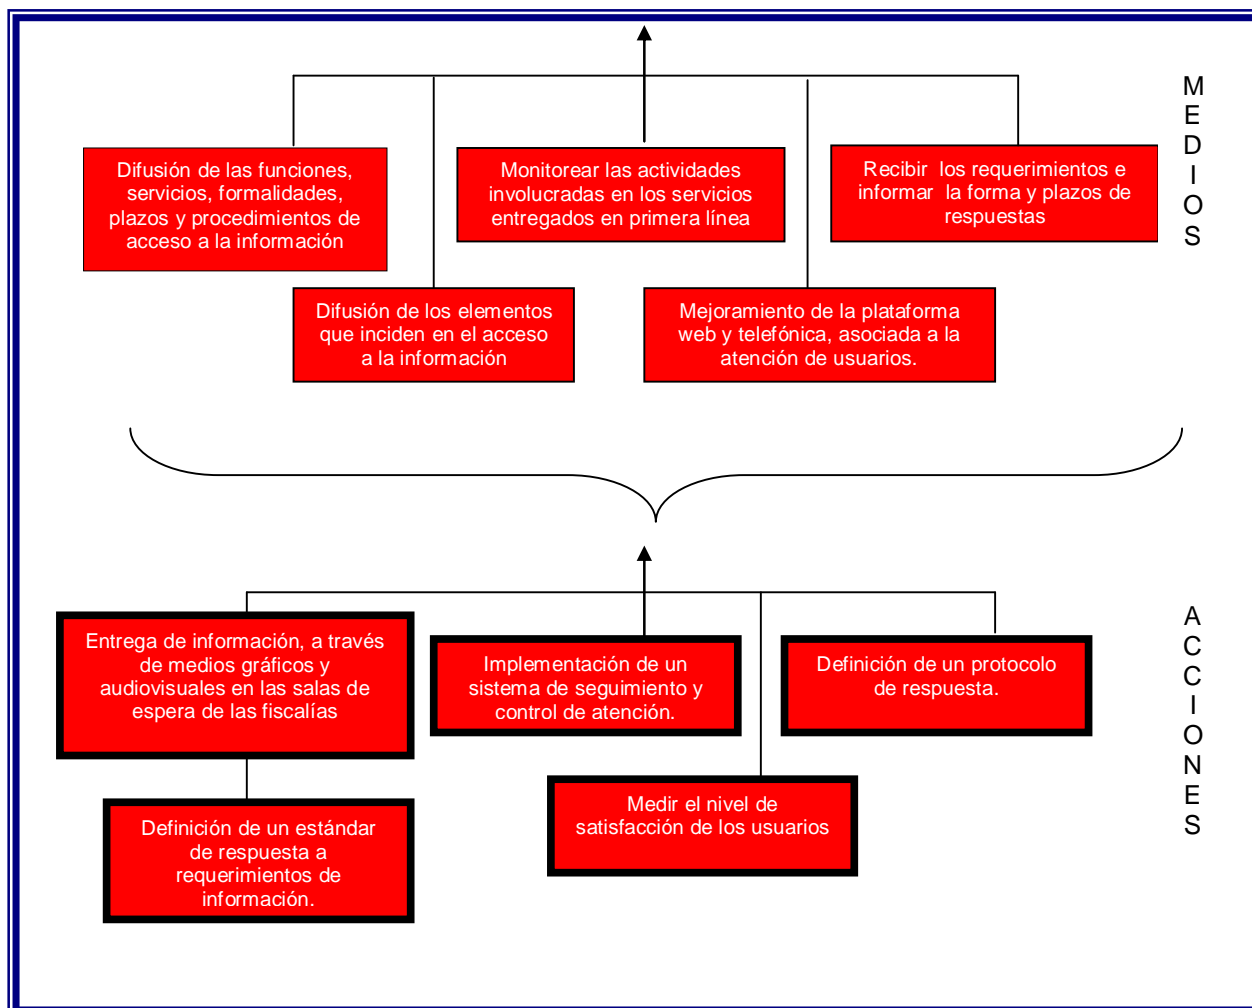 Difusión de las funciones,
servicios, formalidades,
plazos y procedimientos de
acceso a la información
Monitorear las actividades
involucradas en los servicios
entregados en primera línea
Recibir los requerimientos e
informar la forma y plazos de
respuestas
Difusión de los elementos
que inciden en el acceso
a la información
Mejoramiento de la plataforma
web y telefónica, asociada a la
atención de usuarios.
M
E
D
I
O
S
Entrega de información, a través
de medios gráficos y
audiovisuales en las salas de
espera de las fiscalías
Implementación de un
sistema de seguimiento y
control de atención.
Definición de un protocolo
de respuesta.
Definición de un estándar
de respuesta a
requerimientos de
información.
Medir el nivel de
satisfacción de los usuarios
A
C
C
I
O
N
E
S